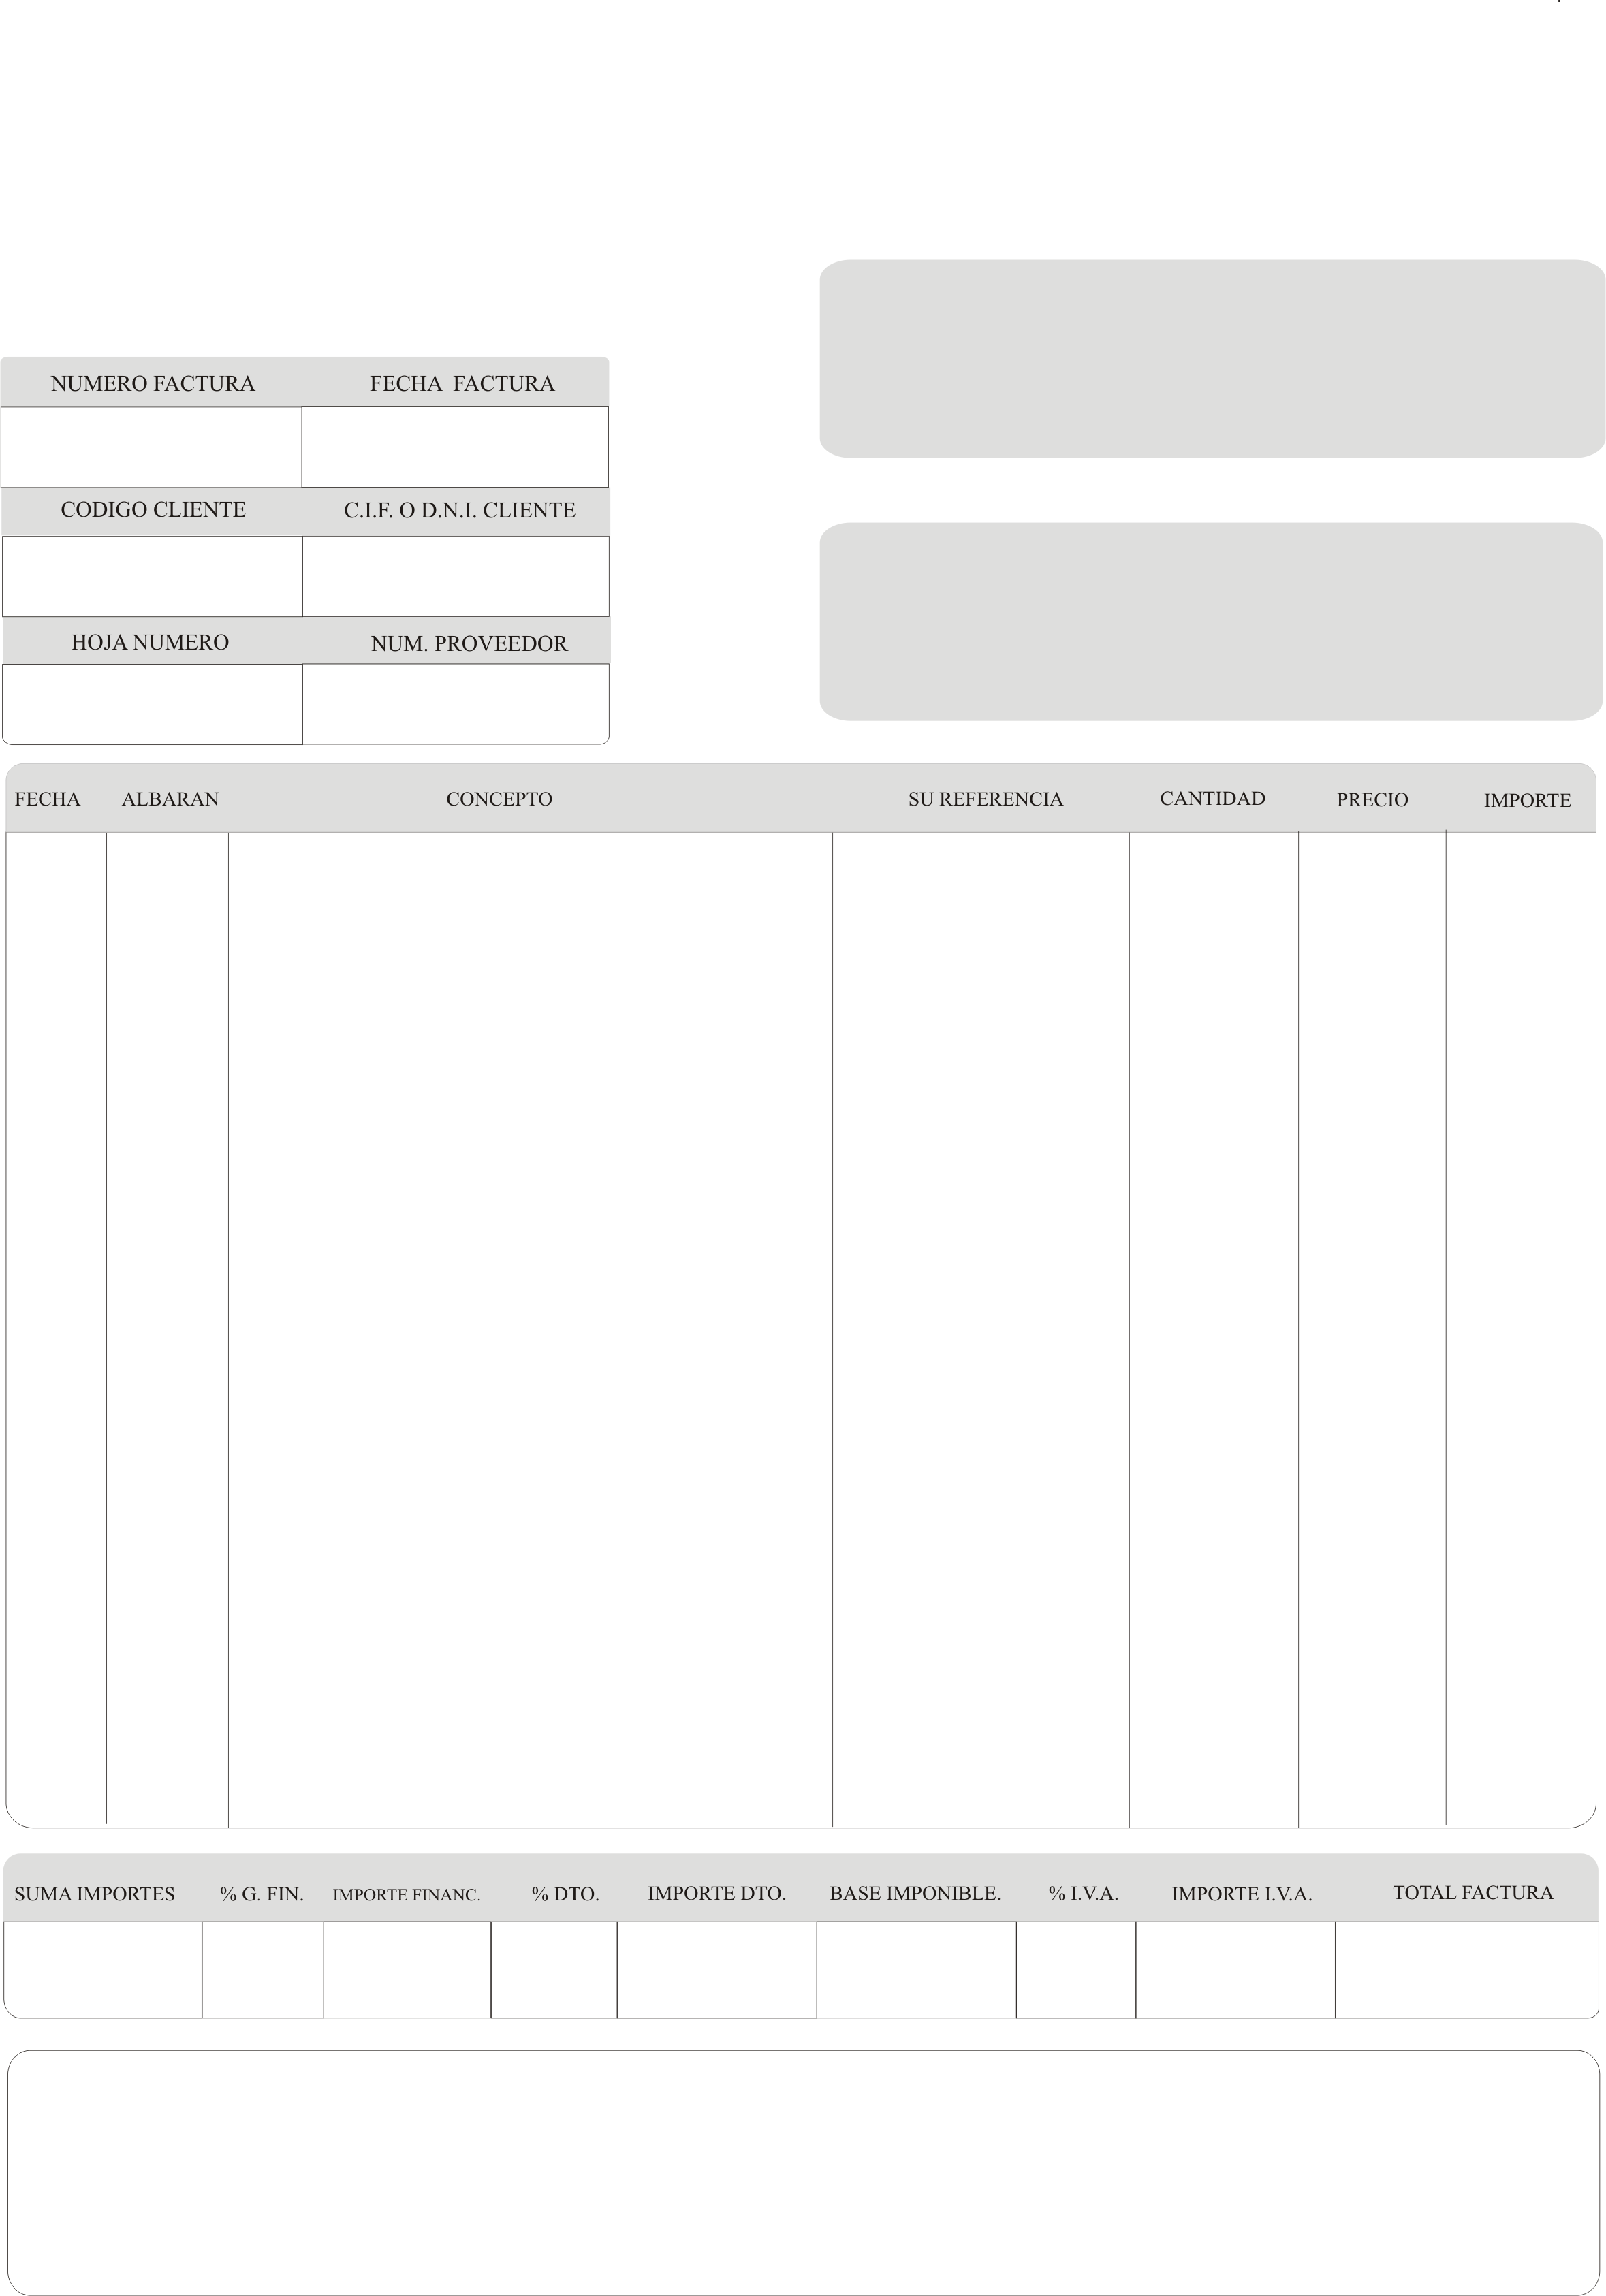 NUMERO FACTURA FECHA FACTURA
CODIGO CLIENTE C.I.F. O D.N.I. CLIENTE
HOJA NUMERO NUM. PROVEEDOR
FECHA ALBARAN CONCEPTO SU REFERENCIA CANTIDAD PRECIO IMPORTE
SUMA IMPORTES % G. FIN. IMPORTE FINANC. % DTO. IMPORTE DTO. BASE IMPONIBLE. % I.V.A. IMPORTE I.V.A. TOTAL FACTURA